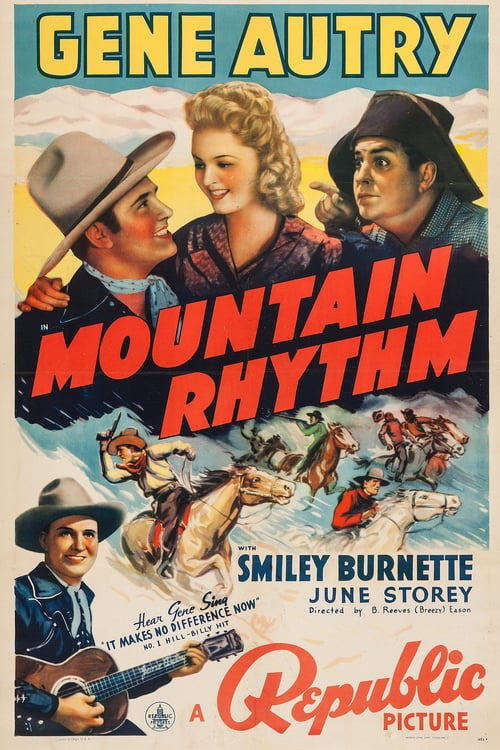 GENE AUTRY
IN
MOUNTAIN
RHYTHM
WITH
SMILEY BURNETTE
JUNE STOREY
Directed by B. Reeves (Breezy) Eason
Hear Gene Sing
"IT MAKES NO DIFFERENCE NOW"
NO. 1 HILL-BILLY HIT
A Republic
PICTURE